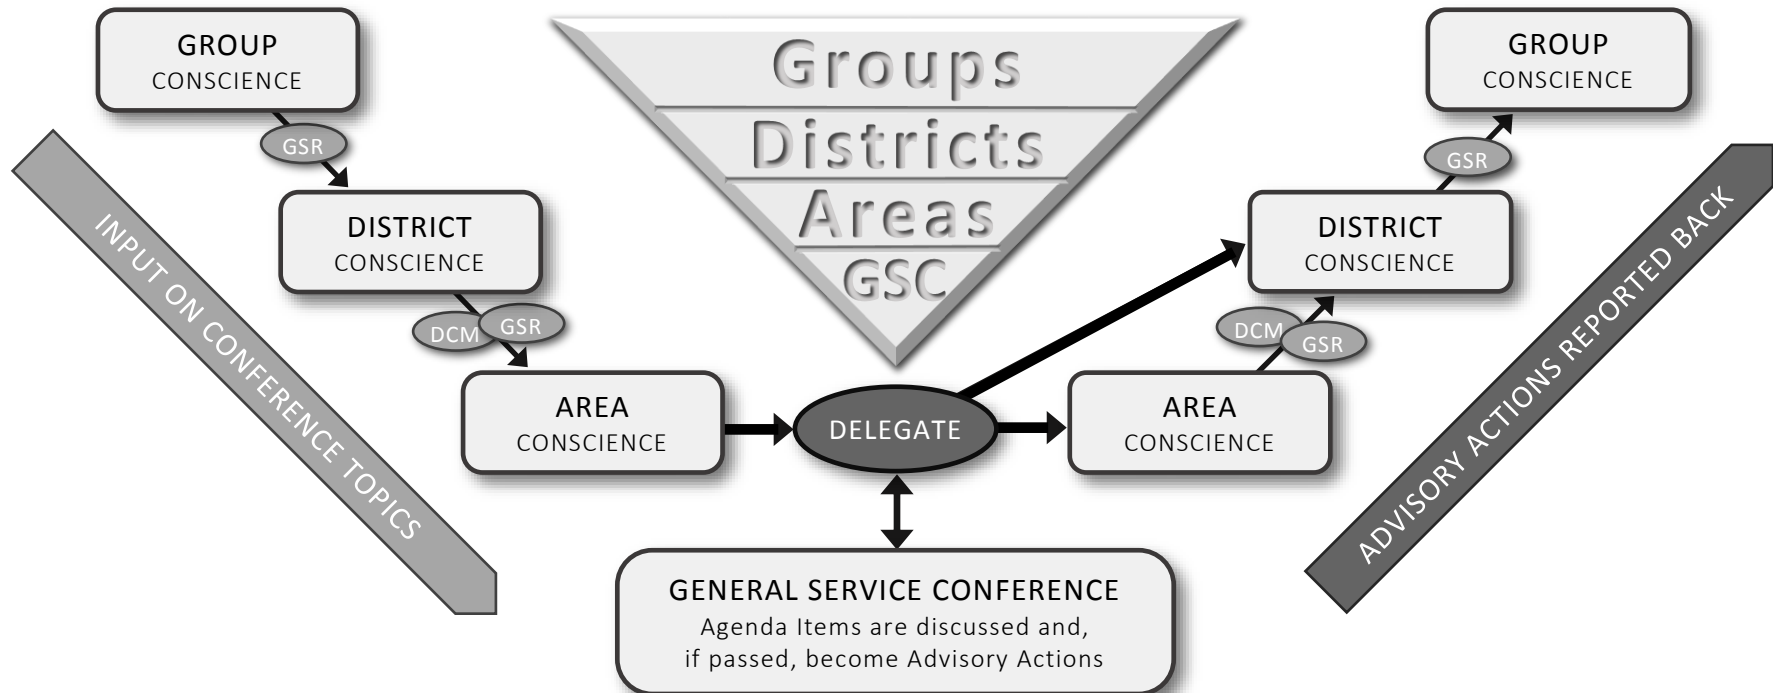 GROUP
CONSCIENCE
GSR
DISTRICT
CONSCIENCE
DCM
GSR
AREA
CONSCIENCE
INPUT ON CONFERENCE TOPICS
Groups
Districts
Areas
GSC
DELEGATE
GENERAL SERVICE CONFERENCE
Agenda Items are discussed and,
if passed, become Advisory Actions
AREA
CONSCIENCE
DCM
GSR
DISTRICT
CONSCIENCE
GSR
GROUP
CONSCIENCE
ADVISORY ACTIONS REPORTED BACK